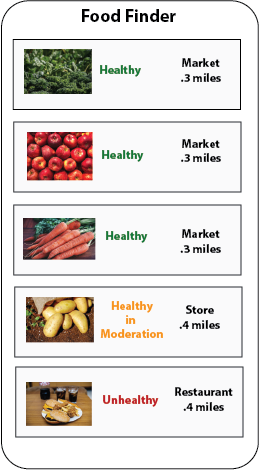 Food Finder
Healthy
Market
.3 miles
Healthy
Market
.3 miles
Healthy
Market
.3 miles
Healthy
in
Moderation
Store
.4 miles
Unhealthy
Restaurant
.4 miles